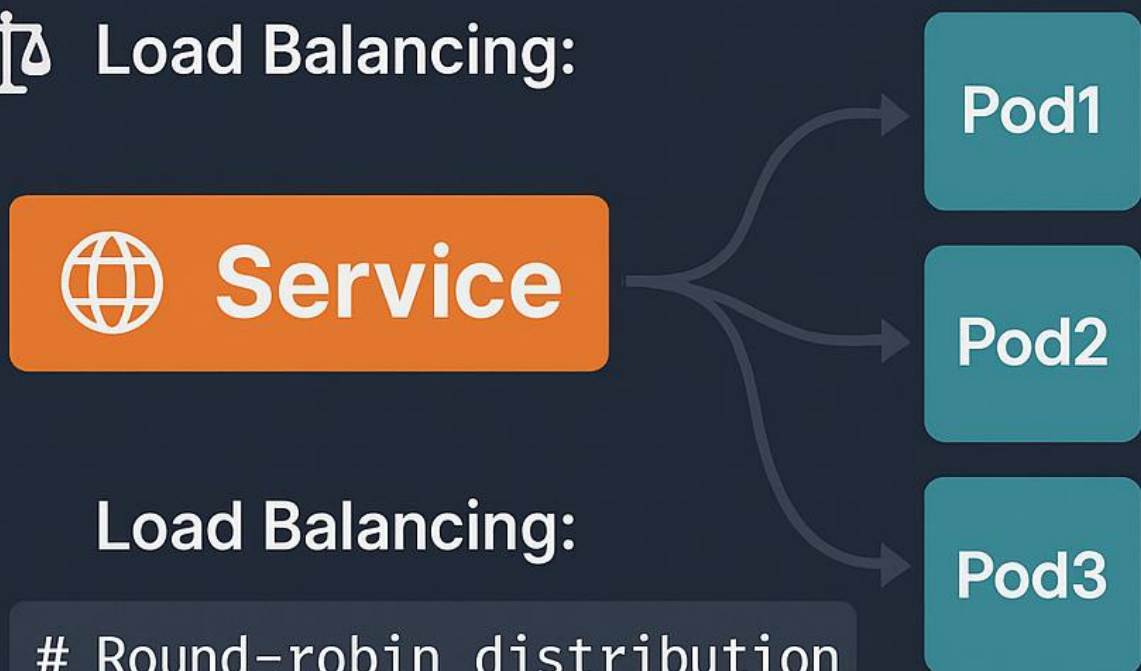 Load Balancing:
Pod1
Service
Pod2
Load Balancing:
Pod3
# Round-robin distribution